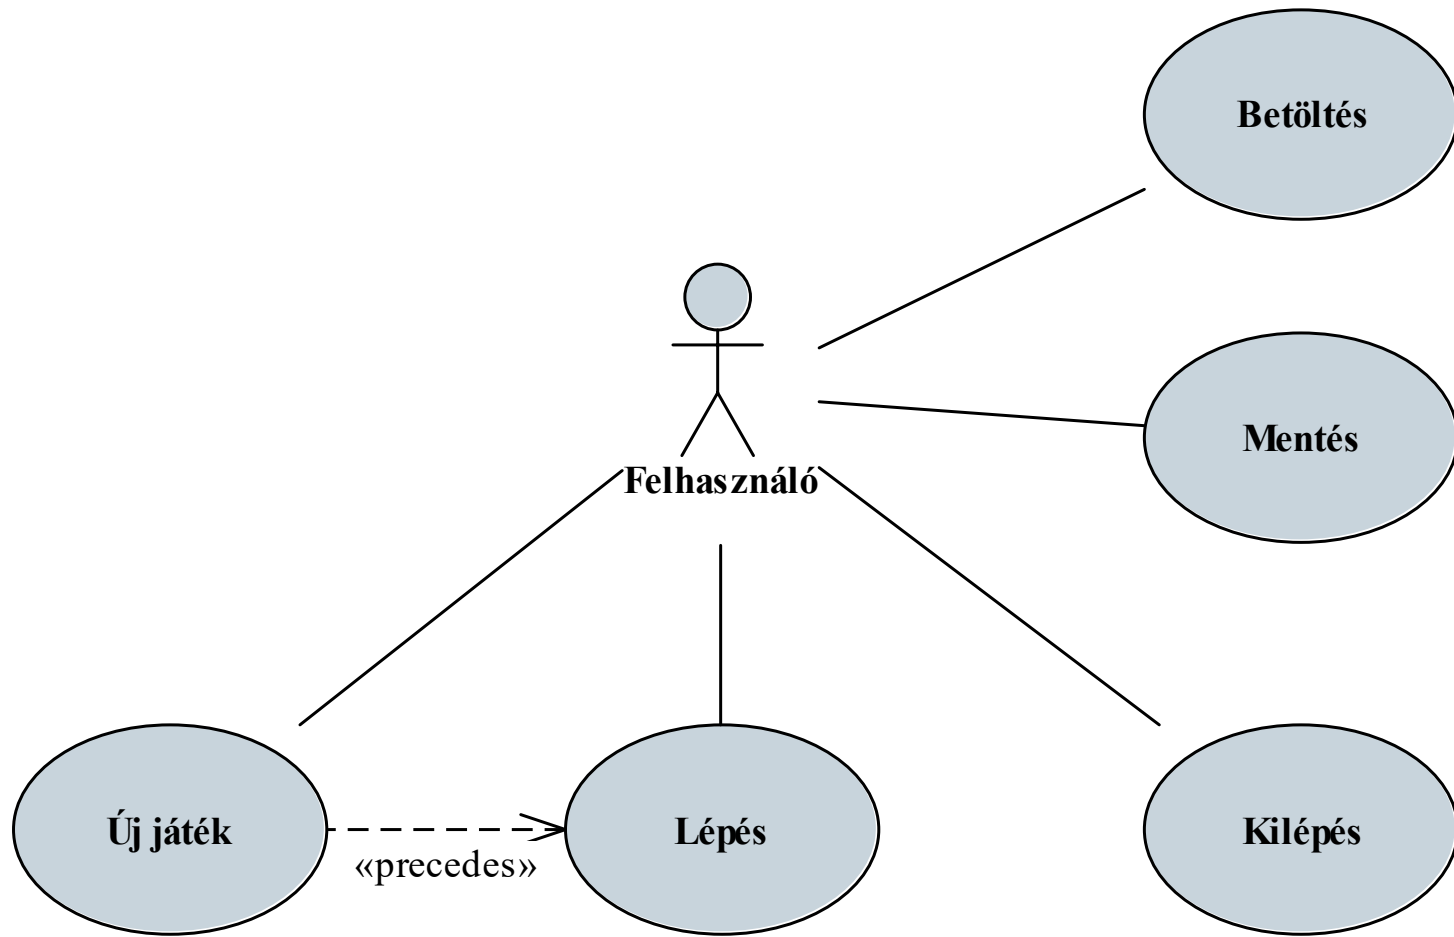 Betöltés
Mentés
Felhasználó
Új játék
«precedes»
Lépés
Kilépés